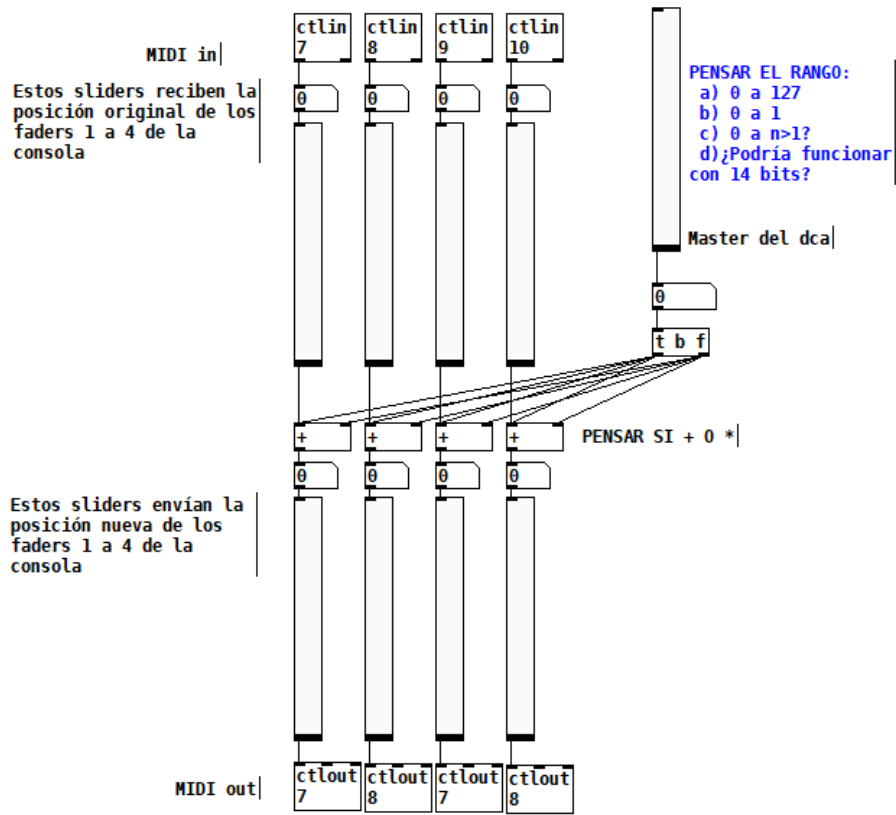 ctlin
7
ctlin
8
ctlin
9
ctlin
10
MIDI in
Estos sliders reciben la
posición original de los
faders 1 a 4 de la
consola
0
0
0
0
PENSAR EL RANGO:
a) 0 a 127
b) 0 a 1
c) 0 a n>1?
d)¿Podría funcionar
con 14 bits?
Master del dca
0
t b f
+
+
+
+
PENSAR SI + O *
0
0
0
0
Estos sliders envían la
posición nueva de los
faders 1 a 4 de la
consola
MIDI out
ctlout
7
ctlout
8
ctlout
7
ctlout
8